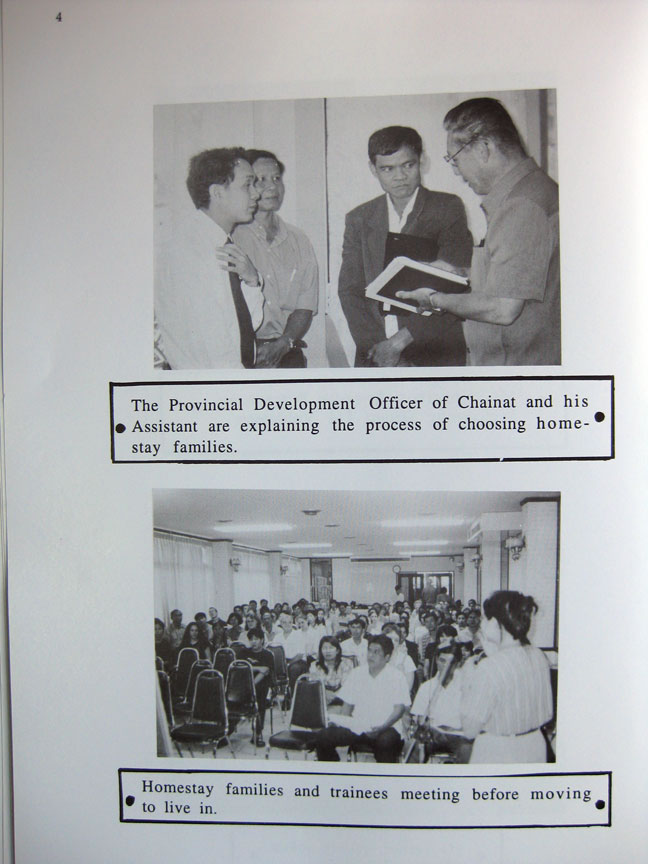 4
The Provincial Development Officer of Chainat and his
Assistant are explaining the process of choosing home-
stay families.
Homestay families and trainees meeting before moving
to live in.